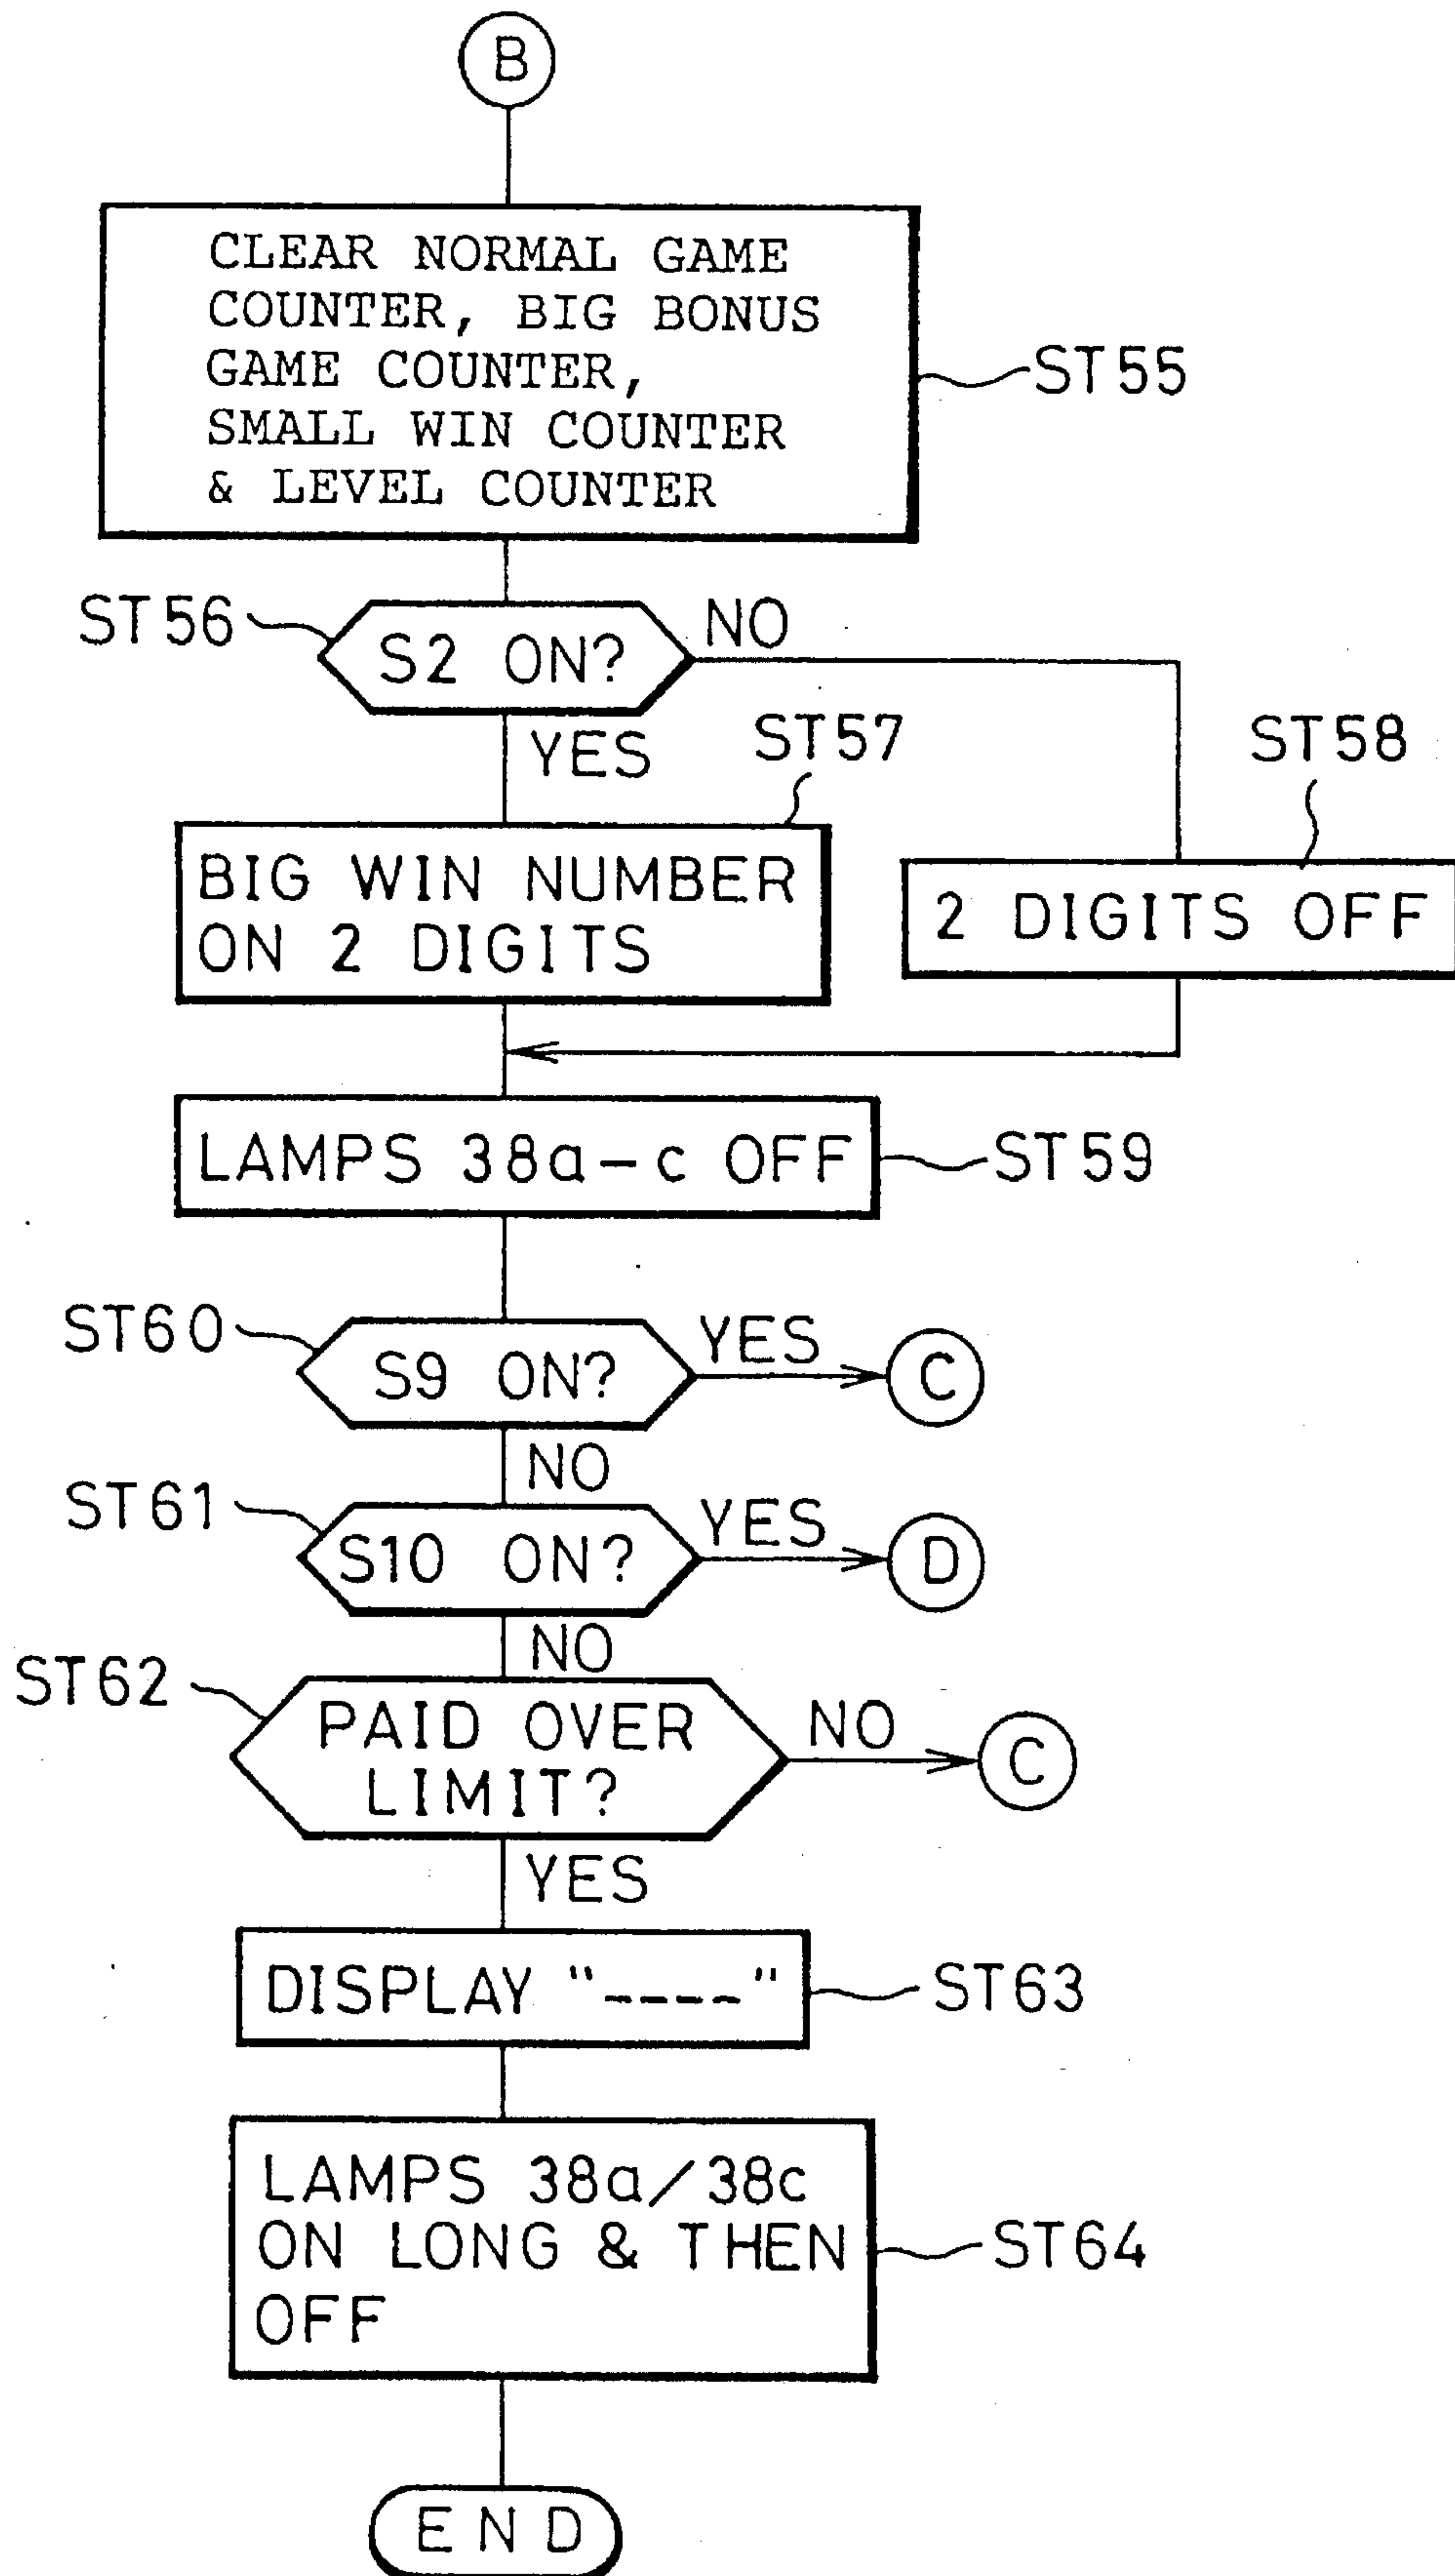 B
CLEAR NORMAL GAME
COUNTER, BIG BONUS
GAME COUNTER,
SMALL WIN COUNTER
& LEVEL COUNTER
ST55
ST56
S2 ON?
NO
YES
ST57
ST58
BIG WIN NUMBER
ON 2 DIGITS
2 DIGITS OFF
LAMPS 38a-c OFF
ST59
ST60
S9 ON?
YES
C
NO
ST61
S10 ON?
YES
D
NO
ST62
PAID OVER
LIMIT?
NO
C
YES
DISPLAY "----"
ST63
LAMPS 38a/38c
ON LONG & THEN
OFF
ST64
END